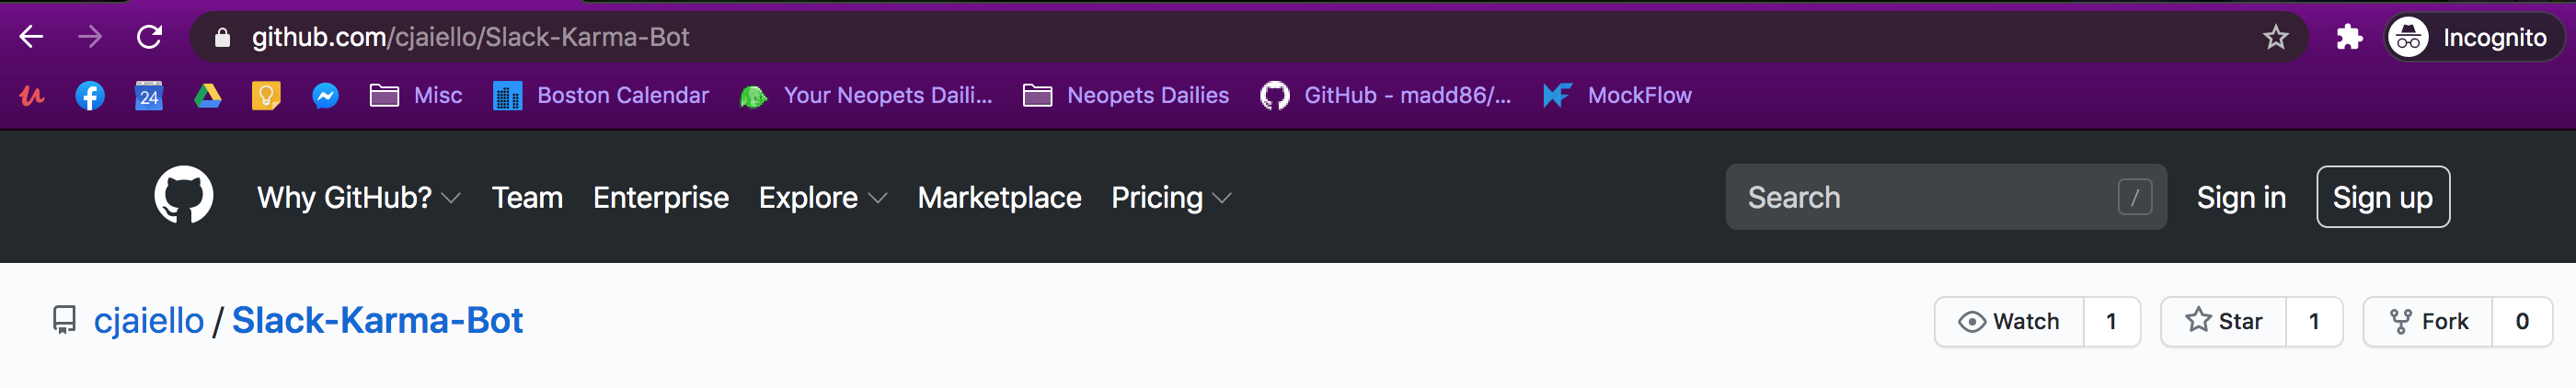 github.com/cjaiello/Slack-Karma-Bot Incognito
24 Misc Boston Calendar Your Neopets Daili... Neopets Dailies GitHub - madd86/... MockFlow
Why GitHub? Team Enterprise Explore Marketplace Pricing Search / Sign in Sign up
cjaiello / Slack-Karma-Bot Watch 1 Star 1 Fork 0